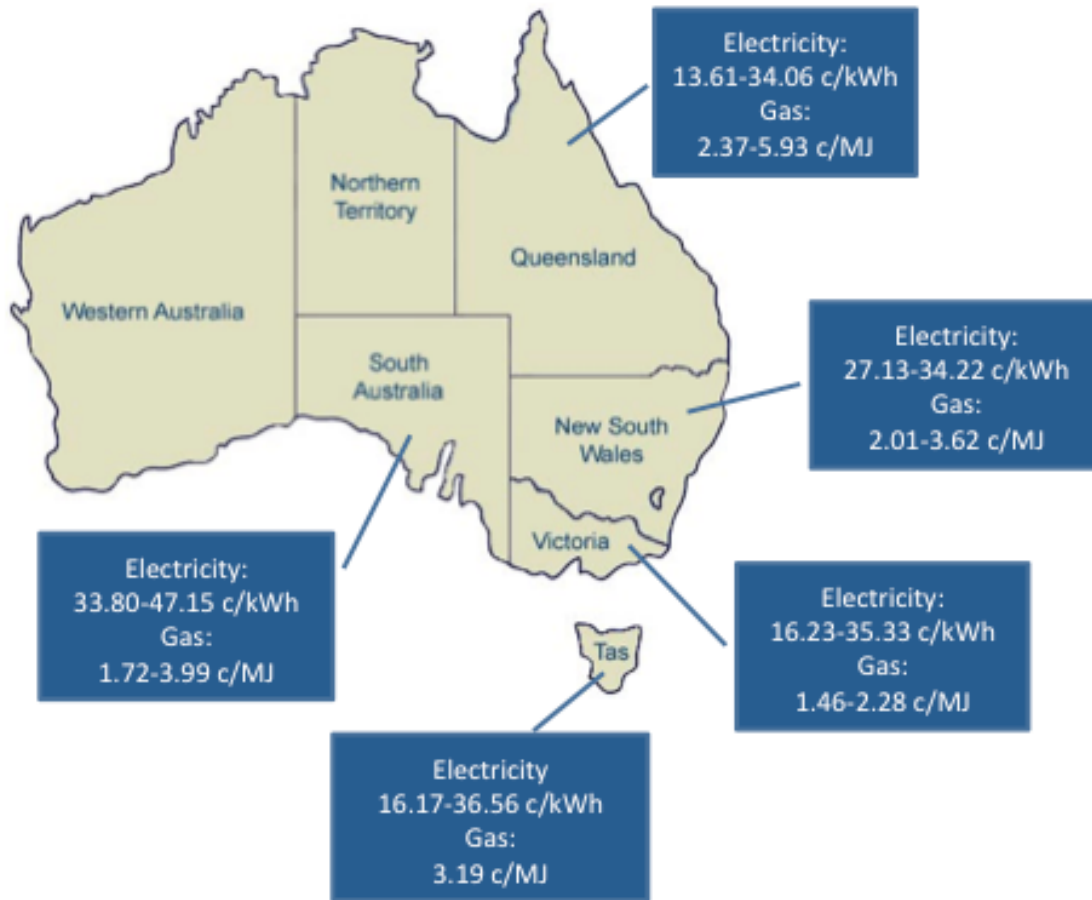 Electricity:
13.61-34.06 c/kWh
Gas:
2.37-5.93 c/MJ
Northern
Territory
Queensland
Western Australia
South
Australia
Electricity:
27.13-34.22 c/kWh
Gas:
2.01-3.62 c/MJ
New South
Wales
Victoria
Electricity:
33.80-47.15 c/kWh
Gas:
1.72-3.99 c/MJ
Electricity:
16.23-35.33 c/kWh
Gas:
1.46-2.28 c/MJ
Tas
Electricity
16.17-36.56 c/kWh
Gas:
3.19 c/MJ